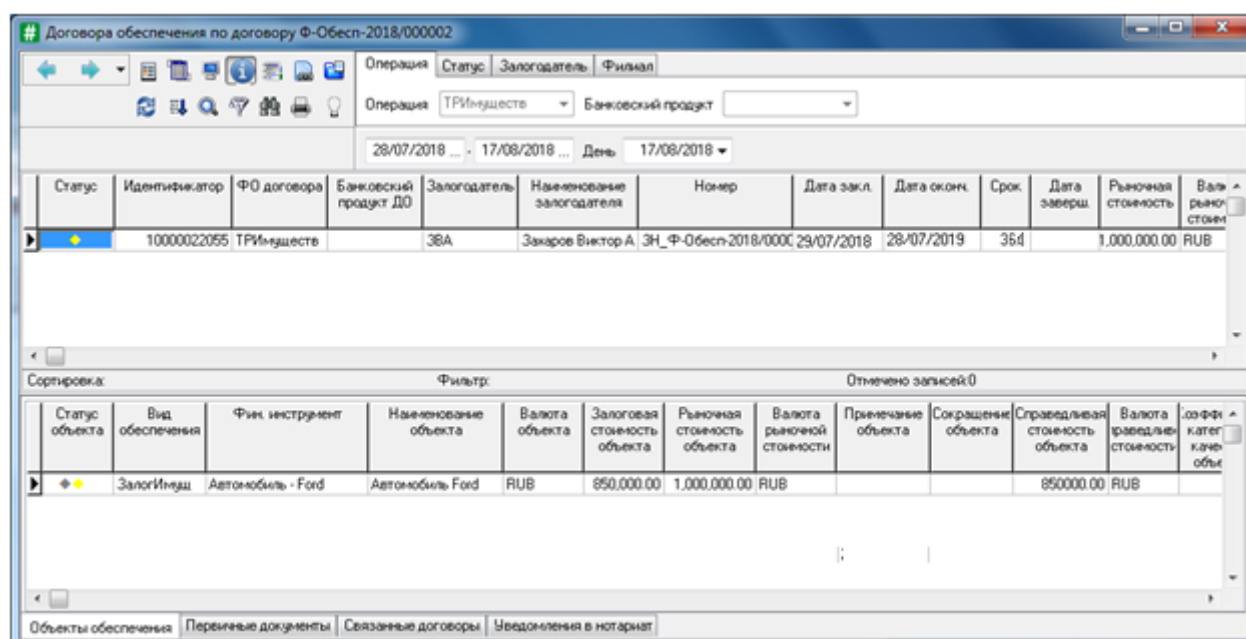 Договора обеспечения по договору Ф-Обесп-2018/000002
Операция Статус Залогодатель Филиал
Операция ТРИмуществ Банковский продукт
28/07/2018 ... - 17/08/2018 ... День 17/08/2018
Статус Идентификатор ФО договора Банковский Залогодатель Наименование Номер Дата закл. Дата оконч. Срок Дата Рыночная
продукт ДО залогодателя заверш. стоимость
10000022055 ТРИмуществ ЗВА Захаров Виктор А ЗН_Ф-Обесп-2018/0000 29/07/2018 28/07/2019 364 1,000,000.00 RUB
Сортировка: Фильтр: Отмечено записей:0
Статус Вид Фин. инструмент Наименование Валюта Залоговая Рыночная Валюта Примечание Сокращение Справедливая Валюта
объекта обеспечения объекта объекта стоимость стоимость рыночной объекта объекта стоимость
объекта объекта стоимости объекта стоимость
ЗалогИмущ Автомобиль - Ford Автомобиль Ford RUB 850,000.00 1,000,000.00 RUB 850000.00 RUB
Объекты обеспечения Первичные документы Связанные договоры Уведомления в нотариат